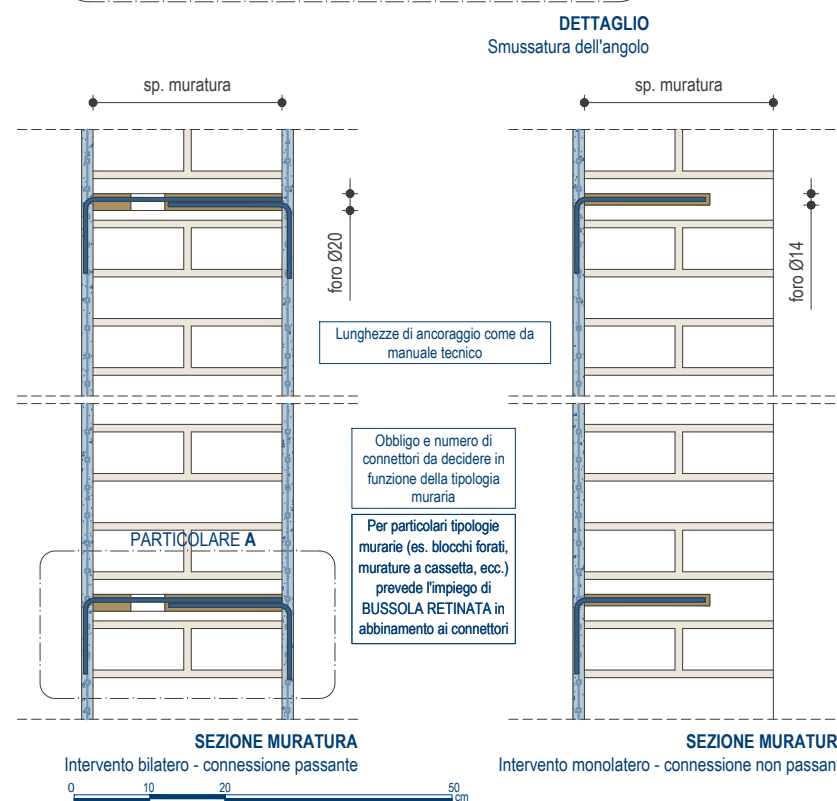 DETTAGLIO
Smussatura dell'angolo
sp. muratura
sp. muratura
foro Ø20
foro Ø14
Lunghezze di ancoraggio come da
manuale tecnico
Obbligo e numero di
connettori da decidere in
funzione della tipologia
muraria
Per particolari tipologie
murarie (es. blocchi forati,
murature a cassetta, ecc.)
prevede l'impiego di
BUSSOLA RETINATA in
abbinamento ai connettori
PARTICOLARE A
SEZIONE MURATURA
Intervento bilatero - connessione passante
SEZIONE MURATUR
Intervento monolatero - connessione non passan
0 10 20 50
cm